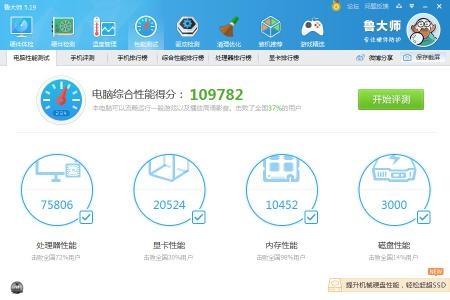 鲁大师 5.19
论坛 问题反馈
硬件体检 硬件检测 温度管理 性能测试 驱动检测 清理优化 装机推荐 游戏精选
鲁大师
专注硬件防护
电脑性能测试 手机评测 手机排行榜 综合性能排行榜 处理器排行榜 显卡排行榜 微博分享 保存截屏
电脑综合性能得分：109782
本电脑可以流畅运行一般游戏以及播放高清影音。击败了全国37%的用户
开始评测
75806 20524 10452 3000
处理器性能 显卡性能 内存性能 磁盘性能
击败全国72%用户 击败全国30%用户 击败全国98%用户 击败全国14%用户
NEW
提升机械硬盘性能，轻松赶超SSD